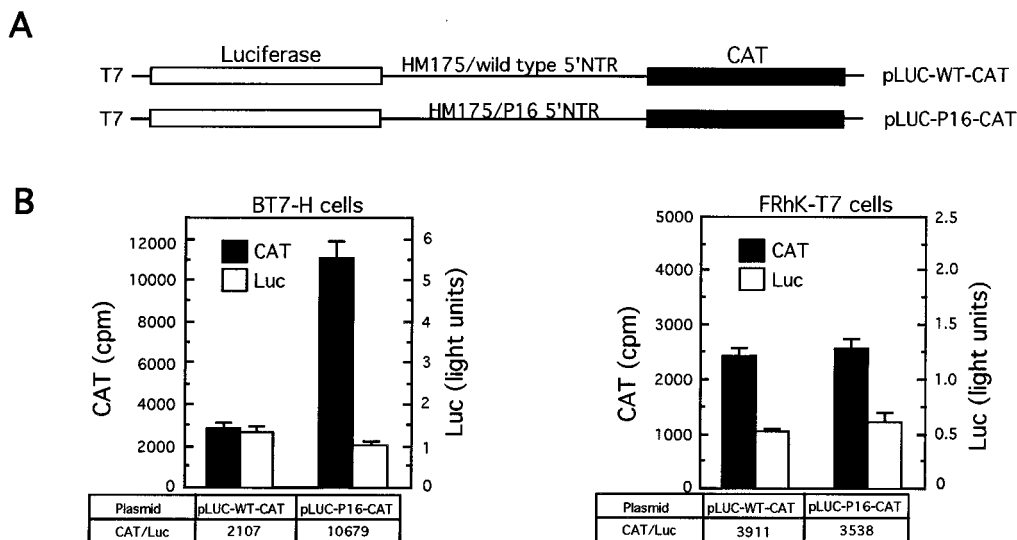 A
Luciferase HM175/wild type 5'NTR CAT
T7 pLUC-WT-CAT
HM175/P16 5'NTR
T7 pLUC-P16-CAT
B
BT7-H cells
CAT (cpm)
12000
10000
8000
6000
4000
2000
0
CAT
Luc
6
5
4
3
2
1
0
Luc (light units)
Plasmid pLUC-WT-CAT pLUC-P16-CAT
CAT/Luc 2107 10679
FRhK-T7 cells
CAT (cpm)
5000
4000
3000
2000
1000
0
CAT
Luc
2.5
2.0
1.5
1.0
0.5
0
Luc (light units)
Plasmid pLUC-WT-CAT pLUC-P16-CAT
CAT/Luc 3911 3538